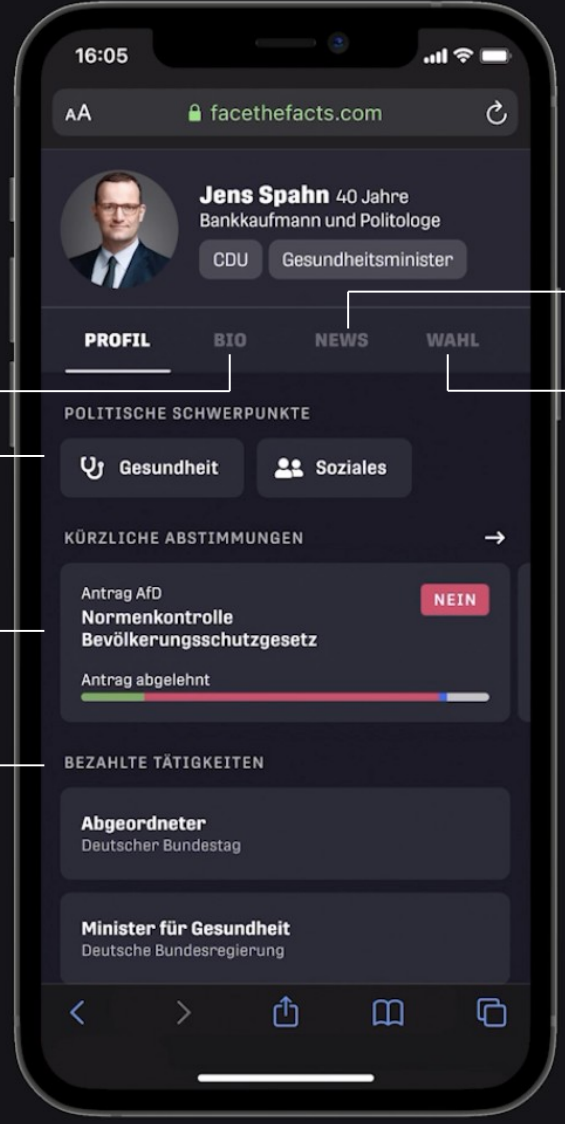 16:05
AA facethefacts.com
Jens Spahn 40 Jahre
Bankkaufmann und Politologe
CDU Gesundheitsminister
PROFIL BIO NEWS WAHL
POLITISCHE SCHWERPUNKTE
Gesundheit Soziales
KÜRZLICHE ABSTIMMUNGEN
Antrag AfD
NEIN
Normenkontrolle
Bevölkerungsschutzgesetz
Antrag abgelehnt
BEZAHLTE TÄTIGKEITEN
Abgeordneter
Deutscher Bundestag
Minister für Gesundheit
Deutsche Bundesregierung